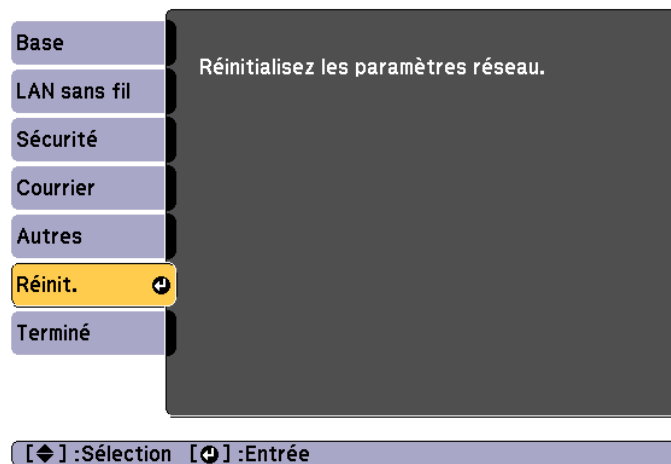 Base
LAN sans fil
Sécurité
Courrier
Autres
Réinit.
Terminé
Réinitialisez les paramètres réseau.
[◆] :Sélection [↵] :Entrée